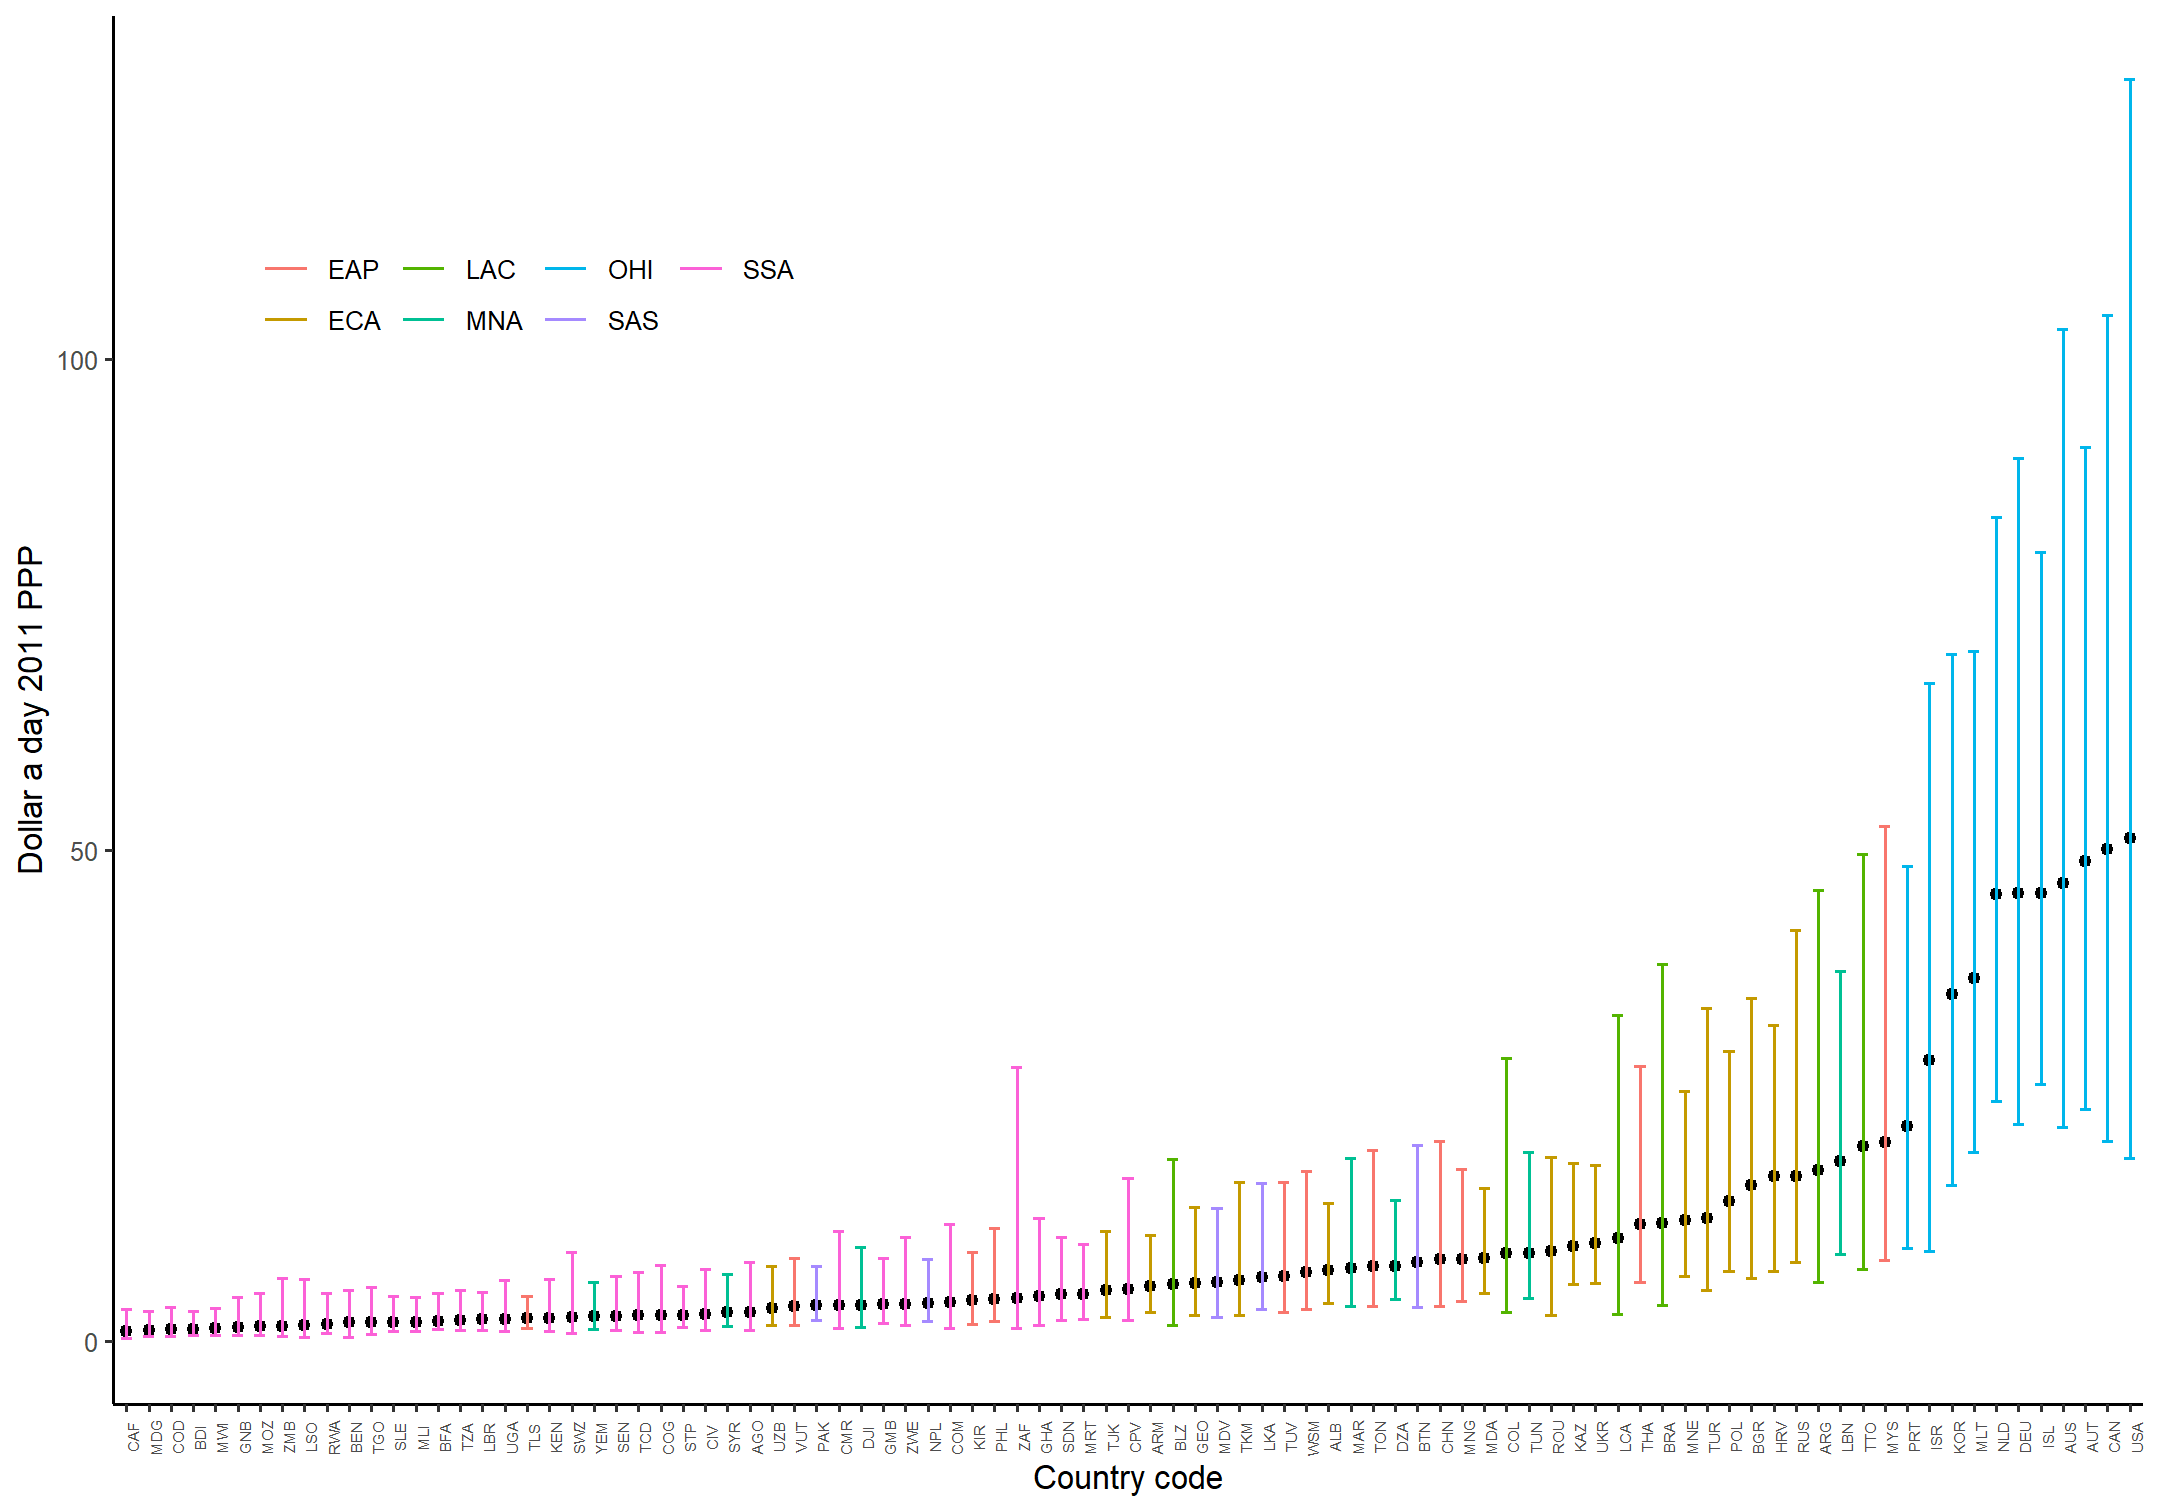 EAP LAC OHI SSA
ECA MNA SAS
100
50
0
Dollar a day 2011 PPP
CAF MDG COD BDI MWI GNB MOZ ZMB LSO RWA BEN TGO SLE MLI BFA TZA LBR UGA TLS KEN SWZ YEM SEN TCD COG STP CIV SYR AGO UZB VUT PAK CMR DJI GMB ZWE NPL COM KIR PHL ZAF GHA SDN MRT TJK CPV ARM BLZ GEO MDV TKM LKA TUV WSM ALB MAR TON DZA BTN CHN MNG MDA COL TUN ROU KAZ UKR LCA THA BRA MNE TUR POL BGR HRV RUS ARG LBN TTO MYS PRT ISR KOR MLT NLD DEU ISL AUS AUT CAN USA
Country code